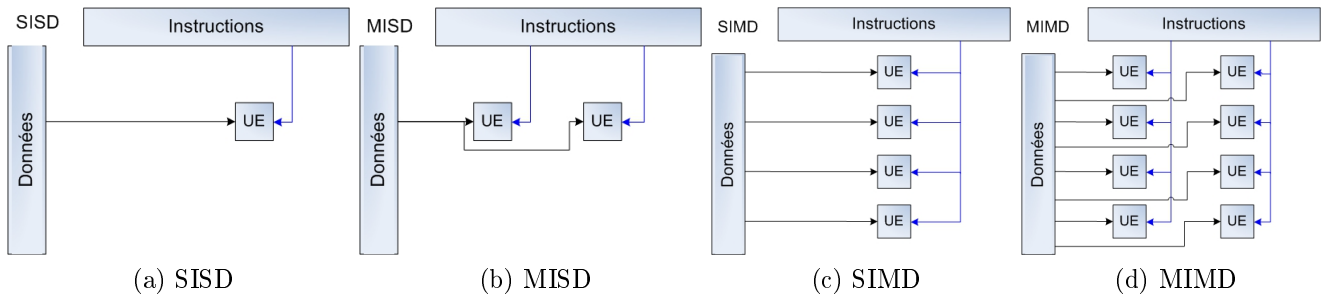 SISD
Instructions
Données
UE
(a) SISD
MISD
Instructions
Données
UE
UE
(b) MISD
SIMD
Instructions
Données
UE
UE
UE
UE
(c) SIMD
MIMD
Instructions
Données
UE
UE
UE
UE
UE
UE
UE
UE
(d) MIMD